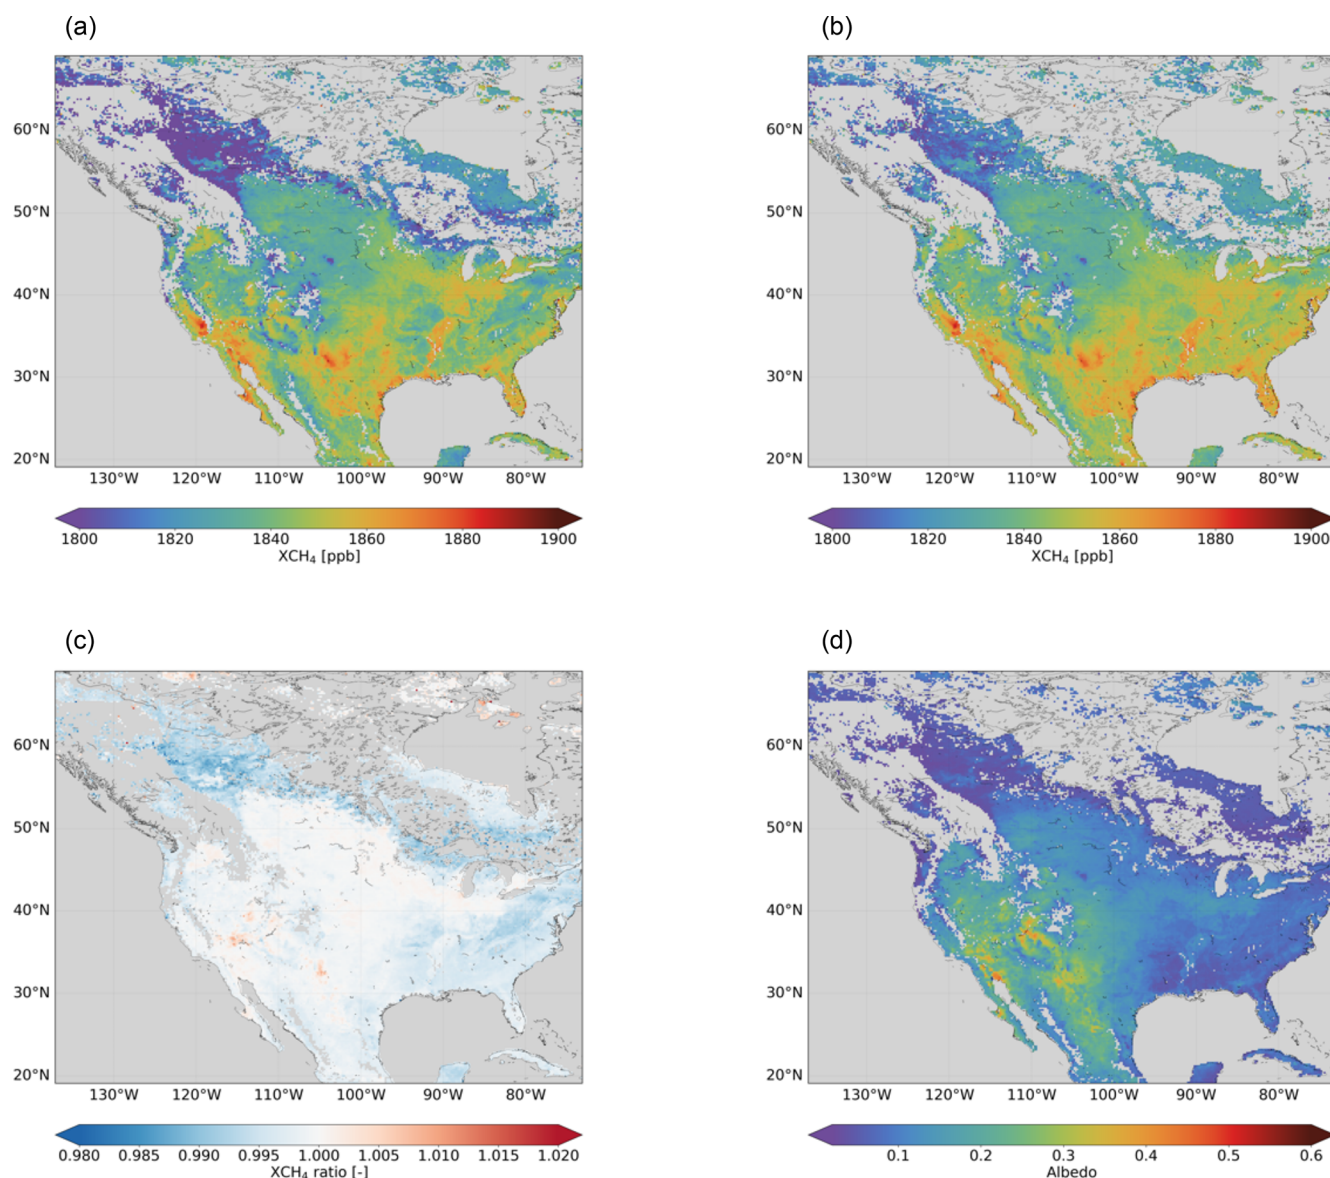 (a)
(b)
60°N
50°N
40°N
30°N
20°N
130°W 120°W 110°W 100°W 90°W 80°W
1800 1820 1840 1860 1880 1900
XCH₄ [ppb]
60°N
50°N
40°N
30°N
20°N
130°W 120°W 110°W 100°W 90°W 80°W
1800 1820 1840 1860 1880 1900
XCH₄ [ppb]
(c)
(d)
60°N
50°N
40°N
30°N
20°N
130°W 120°W 110°W 100°W 90°W 80°W
0.980 0.985 0.990 0.995 1.000 1.005 1.010 1.015 1.020
XCH₄ ratio [-]
60°N
50°N
40°N
30°N
20°N
130°W 120°W 110°W 100°W 90°W 80°W
0.1 0.2 0.3 0.4 0.5 0.6
Albedo